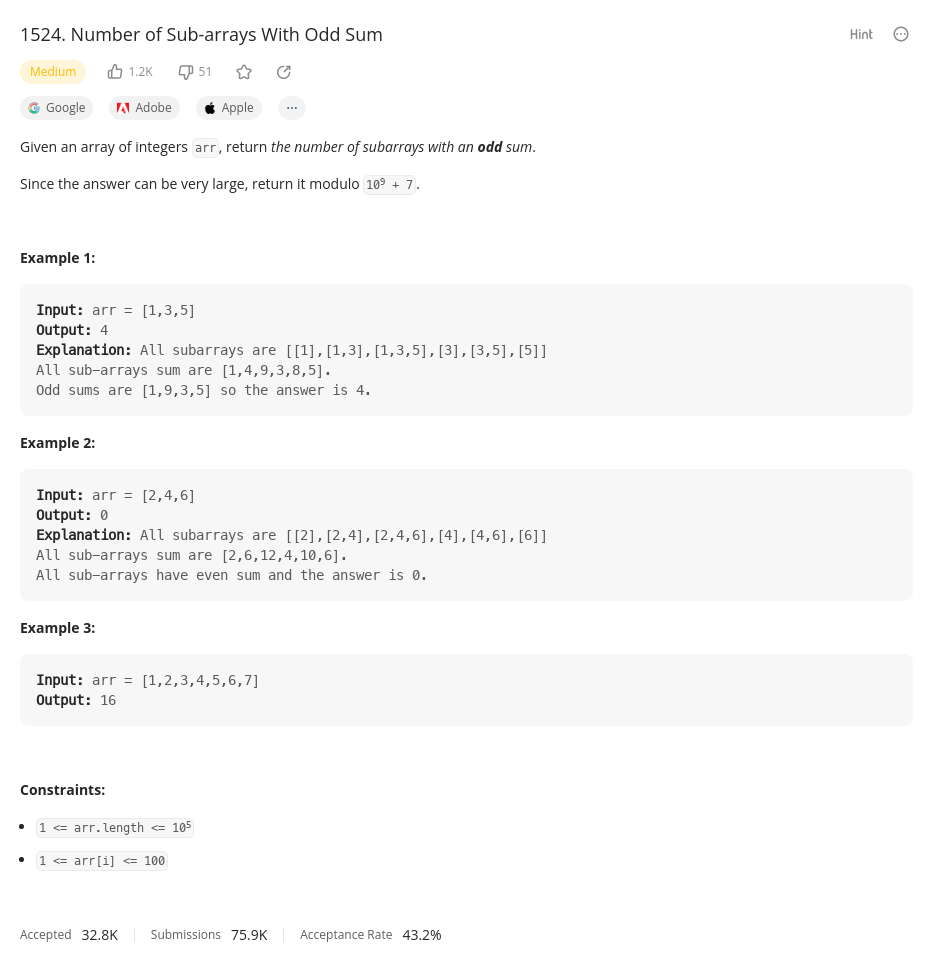 1524. Number of Sub-arrays With Odd Sum
Hint
Medium 1.2K 51
Google Adobe Apple ...
Given an array of integers arr, return the number of subarrays with an odd sum.
Since the answer can be very large, return it modulo 10⁹ + 7.
Example 1:
Input: arr = [1,3,5]
Output: 4
Explanation: All subarrays are [[1],[1,3],[1,3,5],[3],[3,5],[5]]
All sub-arrays sum are [1,4,9,3,8,5].
Odd sums are [1,9,3,5] so the answer is 4.
Example 2:
Input: arr = [2,4,6]
Output: 0
Explanation: All subarrays are [[2],[2,4],[2,4,6],[4],[4,6],[6]]
All sub-arrays sum are [2,6,12,4,10,6].
All sub-arrays have even sum and the answer is 0.
Example 3:
Input: arr = [1,2,3,4,5,6,7]
Output: 16
Constraints:
• 1 <= arr.length <= 10⁵
• 1 <= arr[i] <= 100
Accepted 32.8K Submissions 75.9K Acceptance Rate 43.2%